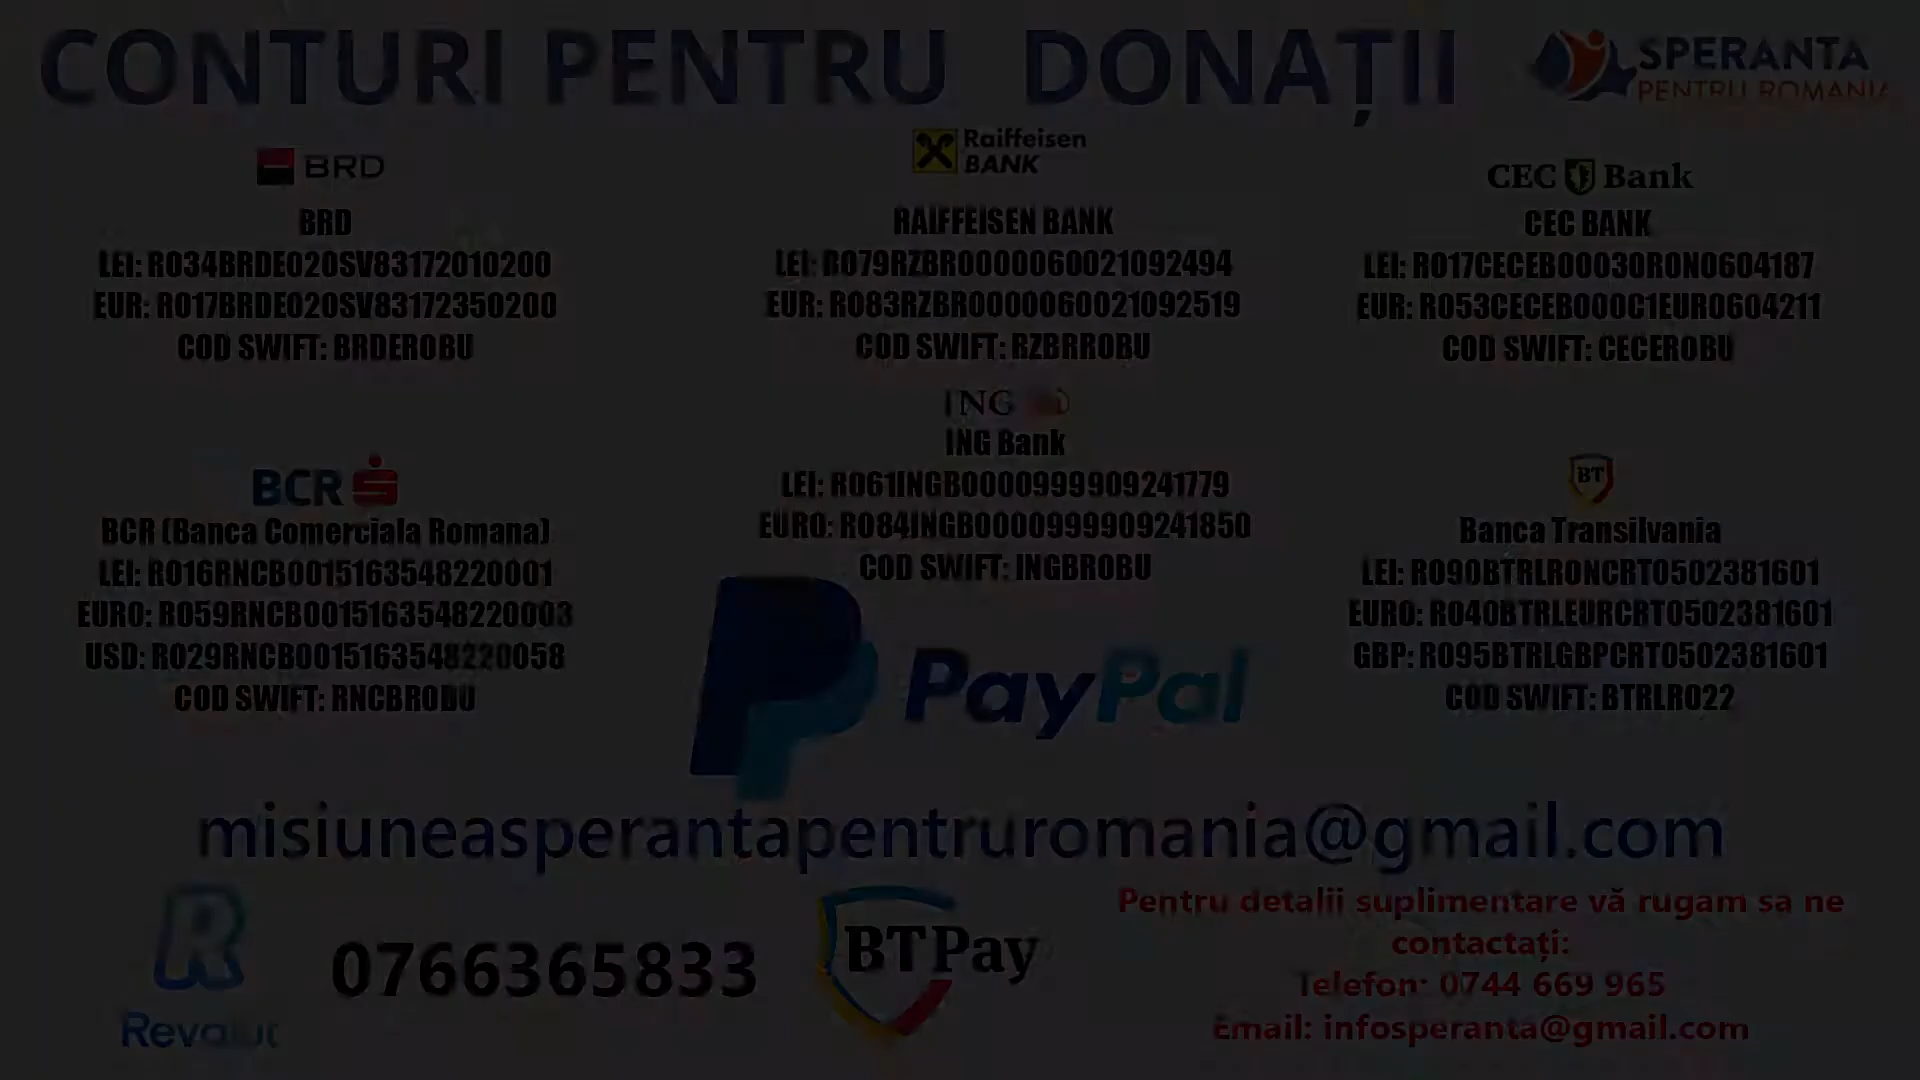 CONTURI PENTRU DONAȚII
SPERANTA
PENTRU ROMANIA
BRD
BRD
LEI: RO34BRDE020SV83172010200
EUR: RO17BRDE020SV83172350200
COD SWIFT: BRDEROBU
Raiffeisen
BANK
RAIFFEISEN BANK
LEI: RO79RZBR0000060021092494
EUR: RO83RZBR0000060021092519
COD SWIFT: RZBRROBU
CEC Bank
CEC BANK
LEI: RO17CECEB00030RON0604187
EUR: RO53CECEB000C1EUR0604211
COD SWIFT: CECEROBU
BCR
BCR (Banca Comerciala Romana)
LEI: RO16RNCB0015163548220001
EURO: RO59RNCB0015163548220003
USD: RO29RNCB0015163548220058
COD SWIFT: RNCBROBU
ING
ING Bank
LEI: RO61INGB0000999909241779
EURO: RO84INGB0000999909241850
COD SWIFT: INGBROBU
BT
Banca Transilvania
LEI: RO90BTRLRONCRT0502381601
EURO: RO40BTRLEURCRT0502381601
GBP: RO95BTRLGBPCRT0502381601
COD SWIFT: BTRLRO22
PayPal
misiuneasperantapentruromania@gmail.com
Revolut
0766365833
BT Pay
Pentru detalii suplimentare vă rugam sa ne
contactați:
Telefon: 0744 669 965
Email: infosperanta@gmail.com